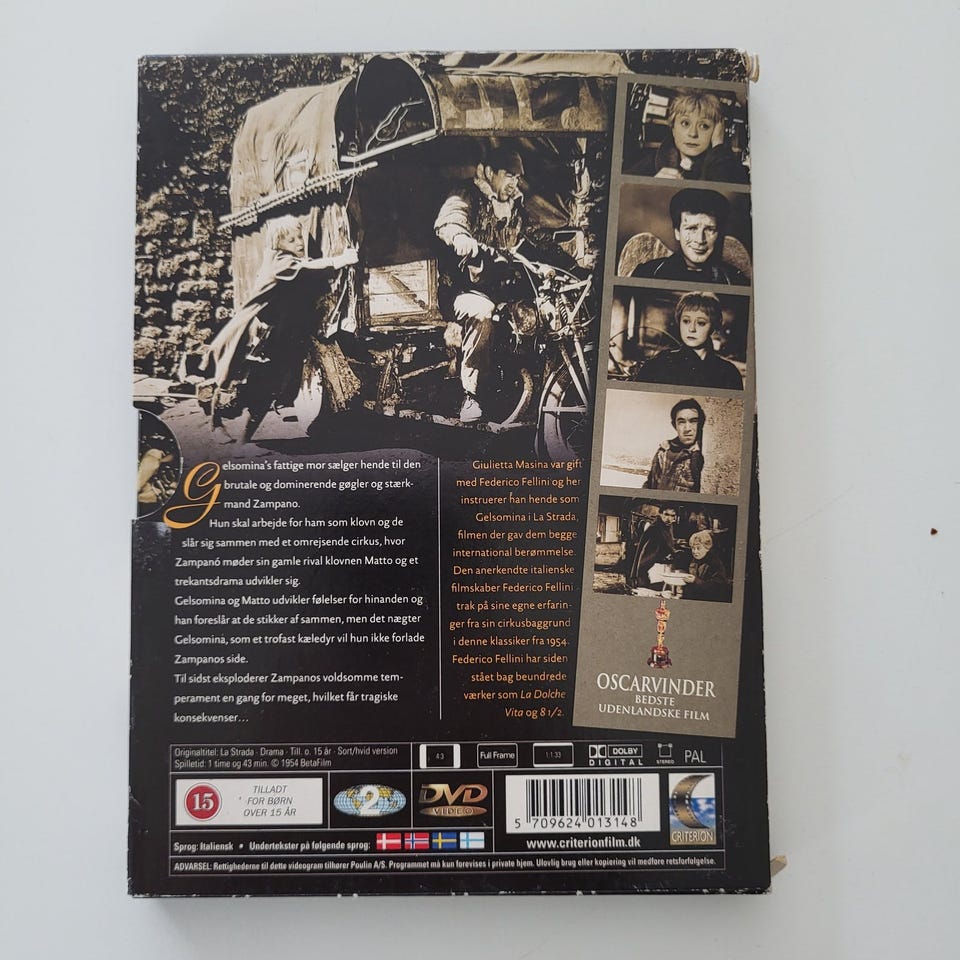 Gelsomina's fattige mor sælger hende til den
brutale og dominerende gøgler og stærk-
mand Zampano.
Hun skal arbejde for ham som klovn og de
slår sig sammen med et omrejsende cirkus, hvor
Zampanó møder sin gamle rival klovnen Matto og et
trekantsdrama udvikler sig.
Gelsomina og Matto udvikler følelser for hinanden og
han foreslår at de stikker af sammen, men det nægter
Gelsomina, som et trofast kæledyr vil hun ikke forlade
Zampanos side.
Til sidst eksploderer Zampanos voldsomme tem-
perament en gang for meget, hvilket får tragiske
konsekvenser...
Giulietta Masina var gift
med Federico Fellini og her
instruerer han hende som
Gelsomina i La Strada,
filmen der gav dem begge
international berømmelse.
Den anerkendte italienske
filmskaber Federico Fellini
trak på sine egne erfarin-
ger fra sin cirkusbaggrund
i denne klassiker fra 1954.
Federico Fellini har siden
stået bag beundrede
værker som La Dolche
Vita og 8 1/2.
OSCARVINDER
BEDSTE
UDENLANDSKE FILM
Originaltitel: La Strada - Drama - Till. o. 15 år - Sort/hvid version
Spilletid: 1 time og 43 min. © 1954 BetaFilm
4:3
Full Frame
1:1.33
DOLBY
DIGITAL
STEREO
PAL
15
TILLADT
FOR BØRN
OVER 15 ÅR
2
DVD
VIDEO
5 709624 013148
www.criterionfilm.dk
CRITERION
Sprog: Italiensk • Undertekster på følgende sprog:
ADVARSEL: Rettighederne til dette videogram tilhører Poulin A/S. Programmet må kun forevises i private hjem. Ulovlig brug eller kopiering vil medføre retsforfølgelse.